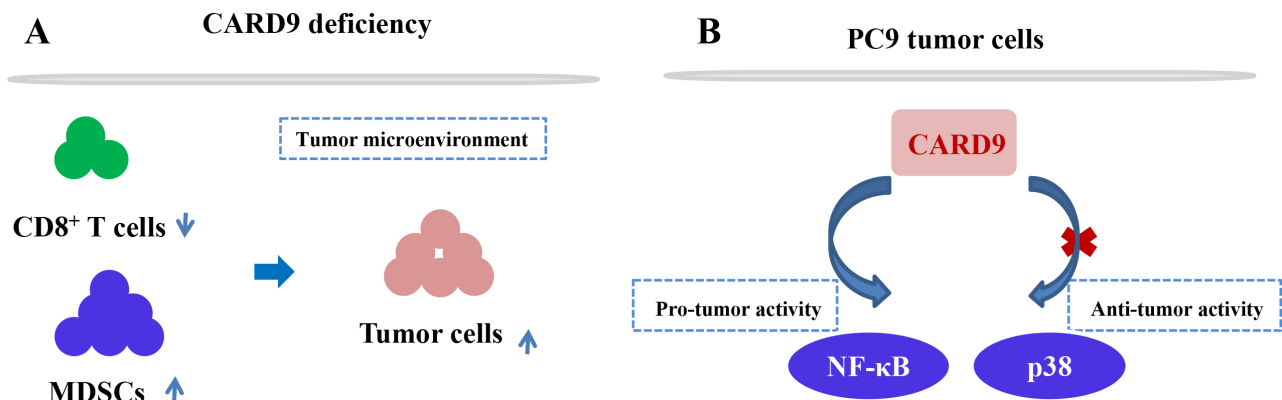 A
CARD9 deficiency
Tumor microenvironment
CD8⁺ T cells
Tumor cells
MDSCs
B
PC9 tumor cells
CARD9
Pro-tumor activity
Anti-tumor activity
NF-κB
p38